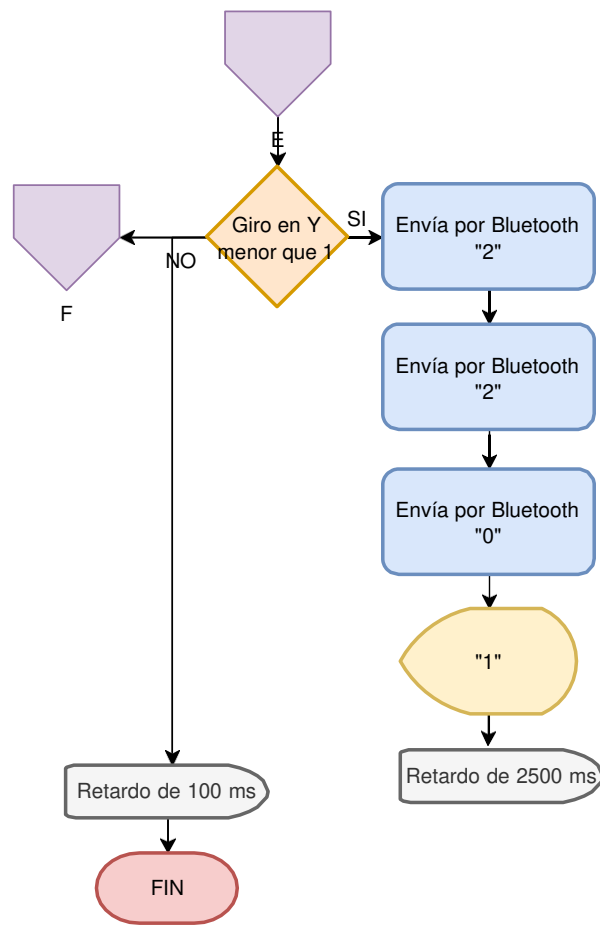 E
Giro en Y
menor que 1
SI
NO
F
Envía por Bluetooth
"2"
Envía por Bluetooth
"2"
Envía por Bluetooth
"0"
"1"
Retardo de 2500 ms
Retardo de 100 ms
FIN